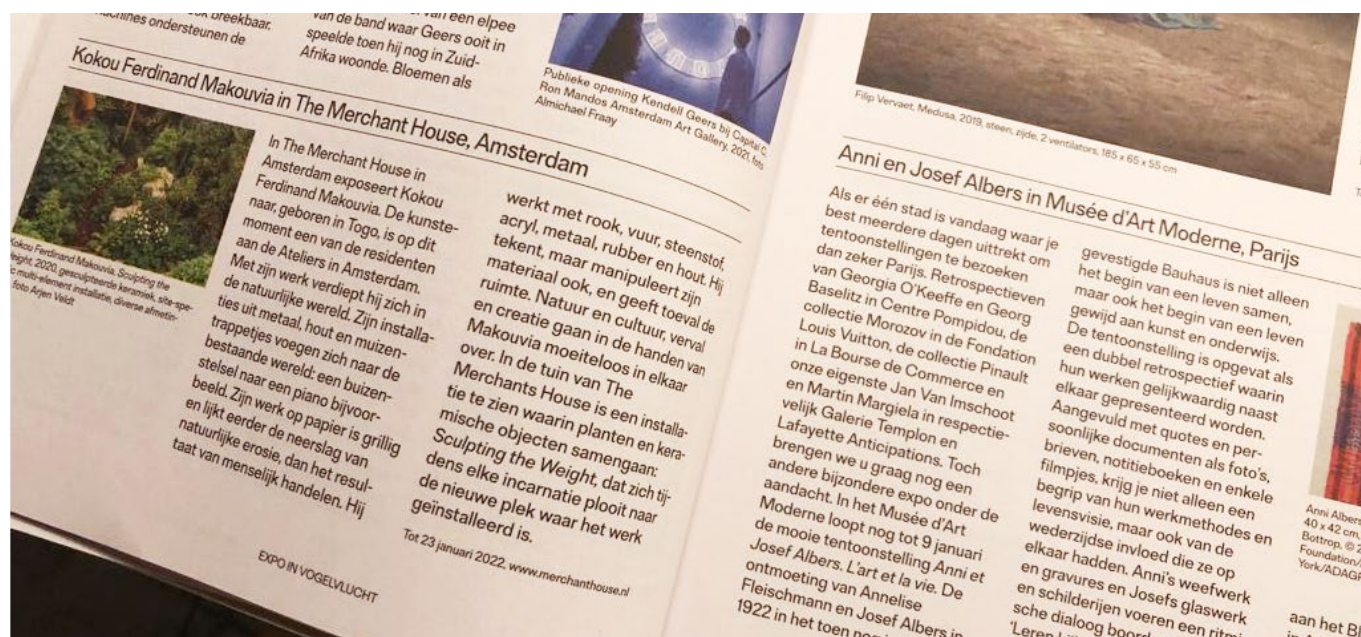 ook breekbaar.
machines ondersteunen de
van een elpee
van de band waar Geers ooit in
speelde toen hij nog in Zuid-
Afrika woonde. Bloemen als
Publieke opening Kendell Geers bij Capital C.
Ron Mandos Amsterdam Art Gallery. 2021, foto
Almichael Fraay
Kokou Ferdinand Makouvia in The Merchant House, Amsterdam
Kokou Ferdinand Makouvia, Sculpting the
Weight, 2020, gesculpteerde keramiek, site-spe-
multi-element installatie, diverse afmetin-
foto Arjen Veldt
In The Merchant House in
Amsterdam exposeert Kokou
Ferdinand Makouvia. De kunste-
naar, geboren in Togo, is op dit
moment een van de residenten
aan de Ateliers in Amsterdam.
Met zijn werk verdiept hij zich in
de natuurlijke wereld. Zijn installa-
ties uit metaal, hout en muizen-
trappetjes voegen zich naar de
bestaande wereld: een buizen-
stelsel naar een piano bijvoor-
beeld. Zijn werk op papier is grillig
en lijkt eerder de neerslag van
natuurlijke erosie, dan het resul-
taat van menselijk handelen. Hij
werkt met rook, vuur, steenstof,
acryl, metaal, rubber en hout. Hij
tekent, maar manipuleert zijn
materiaal ook, en geeft toeval de
ruimte. Natuur en cultuur, verval
en creatie gaan in de handen van
Makouvia moeiteloos in elkaar
over. In de tuin van The
Merchants House is een installa-
tie te zien waarin planten en kera-
mische objecten samengaan:
Sculpting the Weight, dat zich tij-
dens elke incarnatie plooit naar
de nieuwe plek waar het werk
geïnstalleerd is.
Tot 23 januari 2022, www.merchanthouse.nl
EXPO IN VOGELVLUCHT
Filip Vervaet, Medusa, 2019, steen, zijde, 2 ventilators, 185 x 65 x 55 cm
Anni en Josef Albers in Musée d'Art Moderne, Parijs
Als er één stad is vandaag waar je
best meerdere dagen uittrekt om
tentoonstellingen te bezoeken
dan zeker Parijs. Retrospectieven
van Georgia O'Keeffe en Georg
Baselitz in Centre Pompidou, de
collectie Morozov in de Fondation
Louis Vuitton, de collectie Pinault
in La Bourse de Commerce en
onze eigenste Jan Van Imschoot
en Martin Margiela in respectie-
velijk Galerie Templon en
Lafayette Anticipations. Toch
brengen we u graag nog een
andere bijzondere expo onder de
aandacht. In het Musée d'Art
Moderne loopt nog tot 9 januari
de mooie tentoonstelling Anni et
Josef Albers. L'art et la vie. De
ontmoeting van Annelise
Fleischmann en Josef Albers in
1922 in het toen
gevestigde Bauhaus is niet alleen
het begin van een leven samen,
maar ook het begin van een leven
gewijd aan kunst en onderwijs.
De tentoonstelling is opgevat als
een dubbel retrospectief waarin
hun werken gelijkwaardig naast
elkaar gepresenteerd worden.
Aangevuld met quotes en per-
soonlijke documenten als foto's,
brieven, notitieboeken en enkele
filmpjes, krijg je niet alleen een
begrip van hun werkmethodes en
levensvisie, maar ook van de
wederzijdse invloed die ze op
elkaar hadden. Anni's weefwerk
en gravures en Josefs glaswerk
en schilderijen voeren een ritmi-
sche dialoog
Anni Albers
40 x 42 cm,
Bottrop. ©
Foundation/
York/ADAGP
aan het